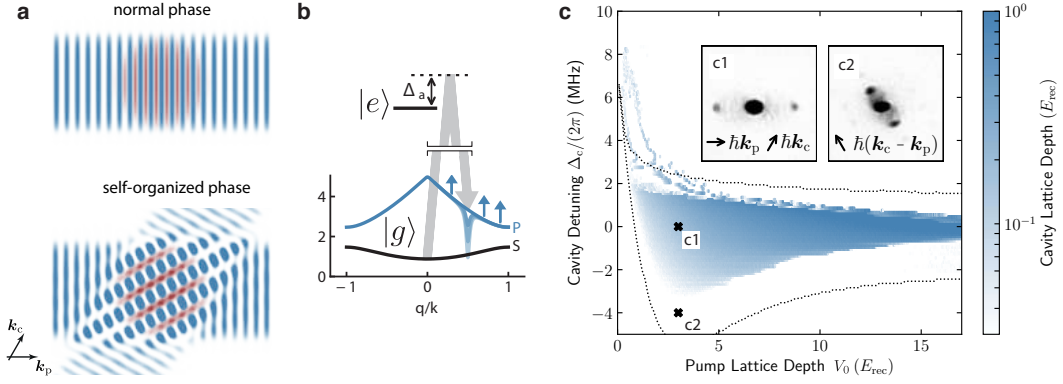 a
normal phase
self-organized phase
k_c
k_p
b
Δ_a
|e⟩
|g⟩
P
S
4
2
0
−1
0
1
q/k
c
10
8
6
4
2
0
−2
−4
0
5
10
15
Cavity Detuning Δ_c/(2π) (MHz)
Pump Lattice Depth V_0 (E_rec)
c1
→ ħk_p ↗ ħk_c
c2
↖ ħ(k_c - k_p)
c1
c2
10^0
10^−1
Cavity Lattice Depth (E_rec)